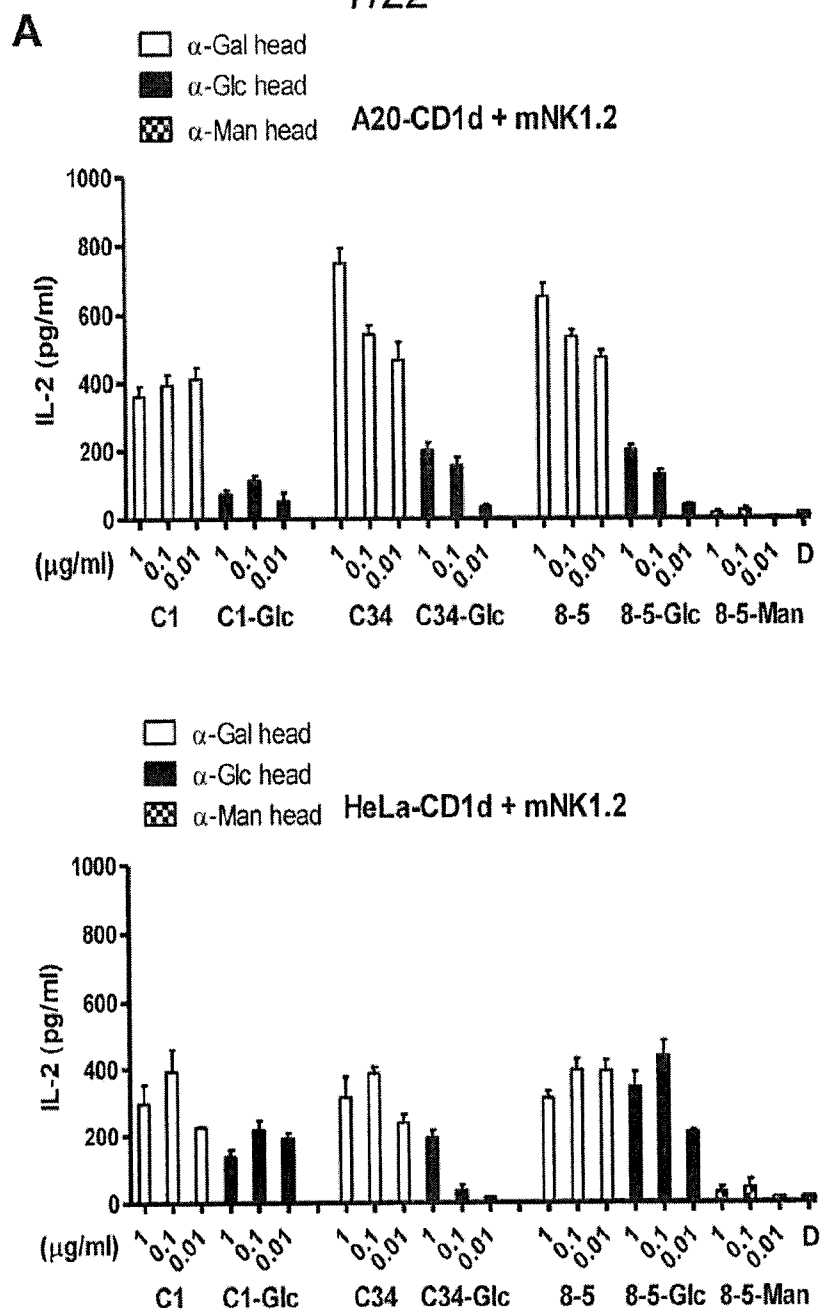 A
α-Gal head
α-Glc head
α-Man head
A20-CD1d + mNK1.2
IL-2 (pg/ml)
1000
800
600
400
200
0
(μg/ml)
1 0.1 0.01 1 0.1 0.01 1 0.1 0.01 1 0.1 0.01 1 0.1 0.01 1 0.1 0.01 1 0.1 0.01 D
C1 C1-Glc C34 C34-Glc 8-5 8-5-Glc 8-5-Man
α-Gal head
α-Glc head
α-Man head
HeLa-CD1d + mNK1.2
IL-2 (pg/ml)
1000
800
600
400
200
0
(μg/ml)
1 0.1 0.01 1 0.1 0.01 1 0.1 0.01 1 0.1 0.01 1 0.1 0.01 1 0.1 0.01 1 0.1 0.01 D
C1 C1-Glc C34 C34-Glc 8-5 8-5-Glc 8-5-Man